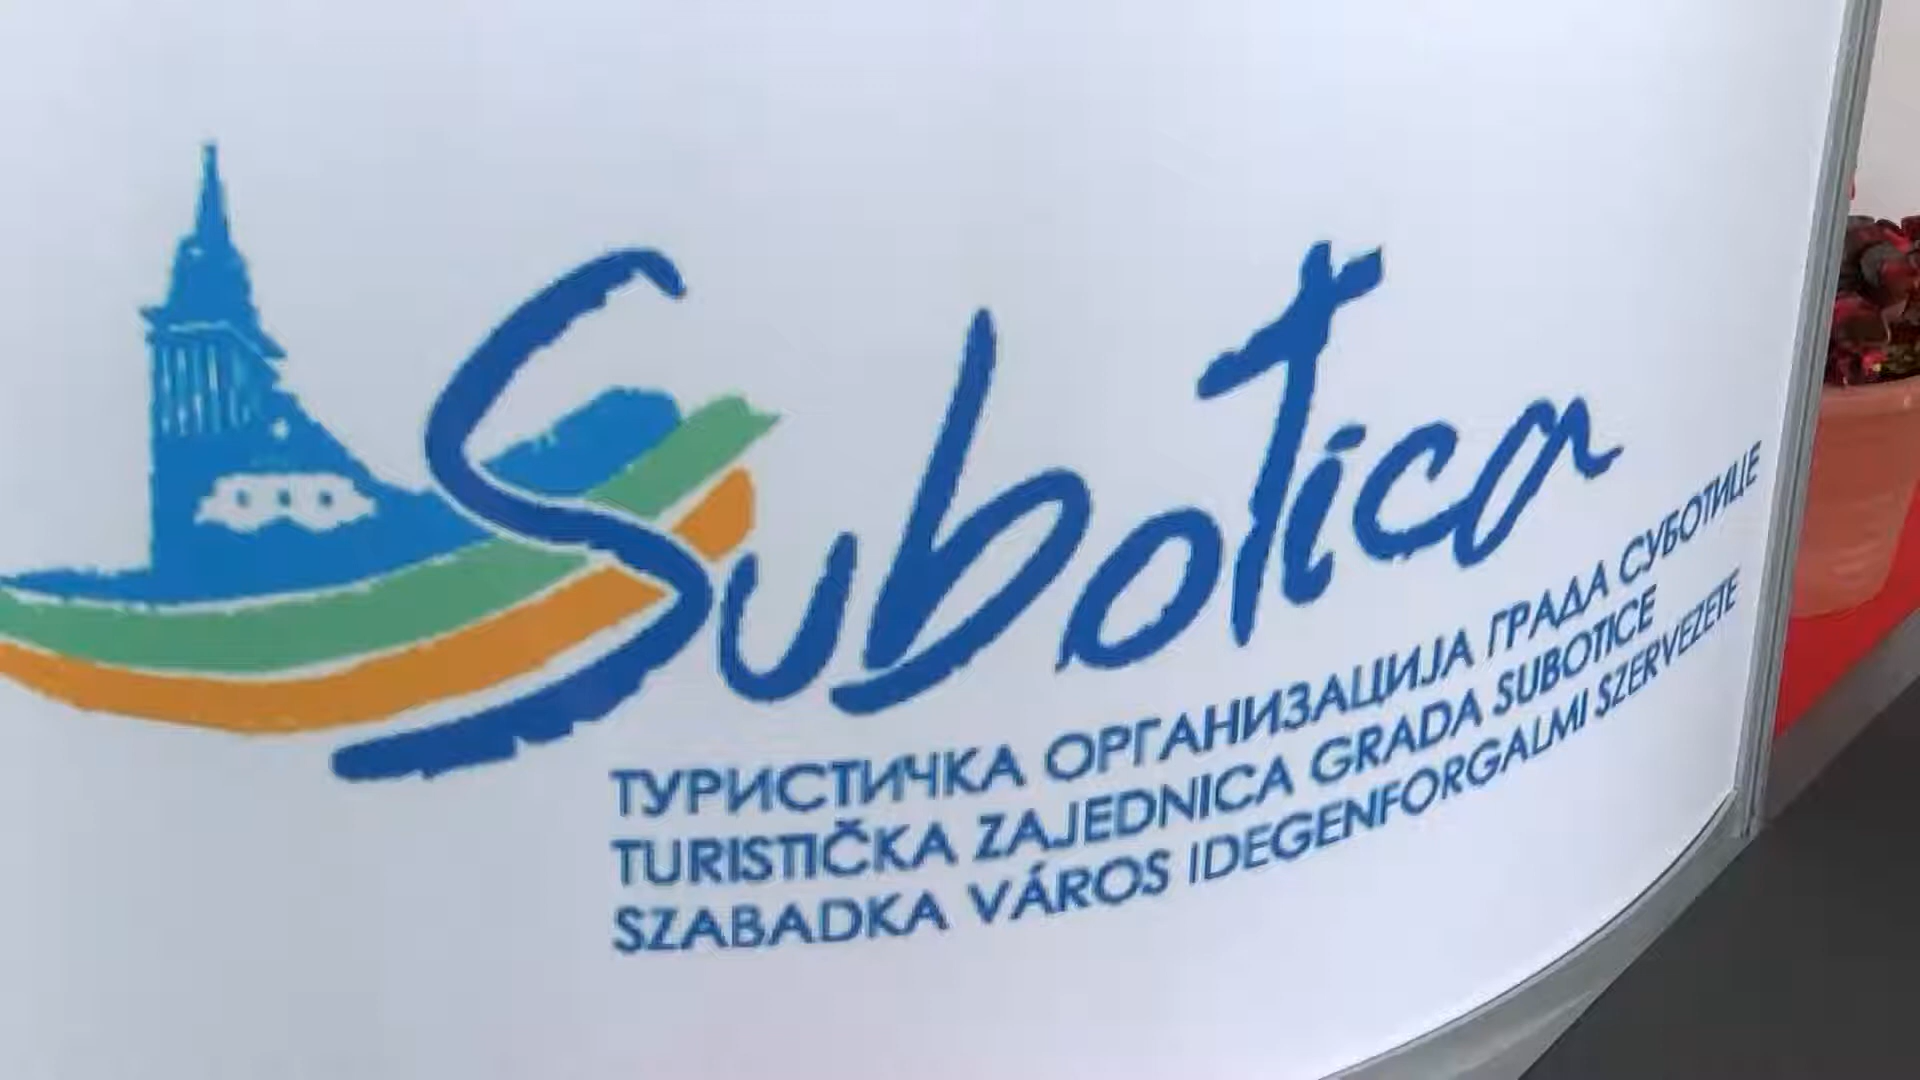 Subotica
ТУРИСТИЧКА ОРГАНИЗАЦИЈА ГРАДА СУБОТИЦЕ
TURISTIČKA ZAJEDNICA GRADA SUBOTICE
SZABADKA VÁROS IDEGENFORGALMI SZERVEZETE